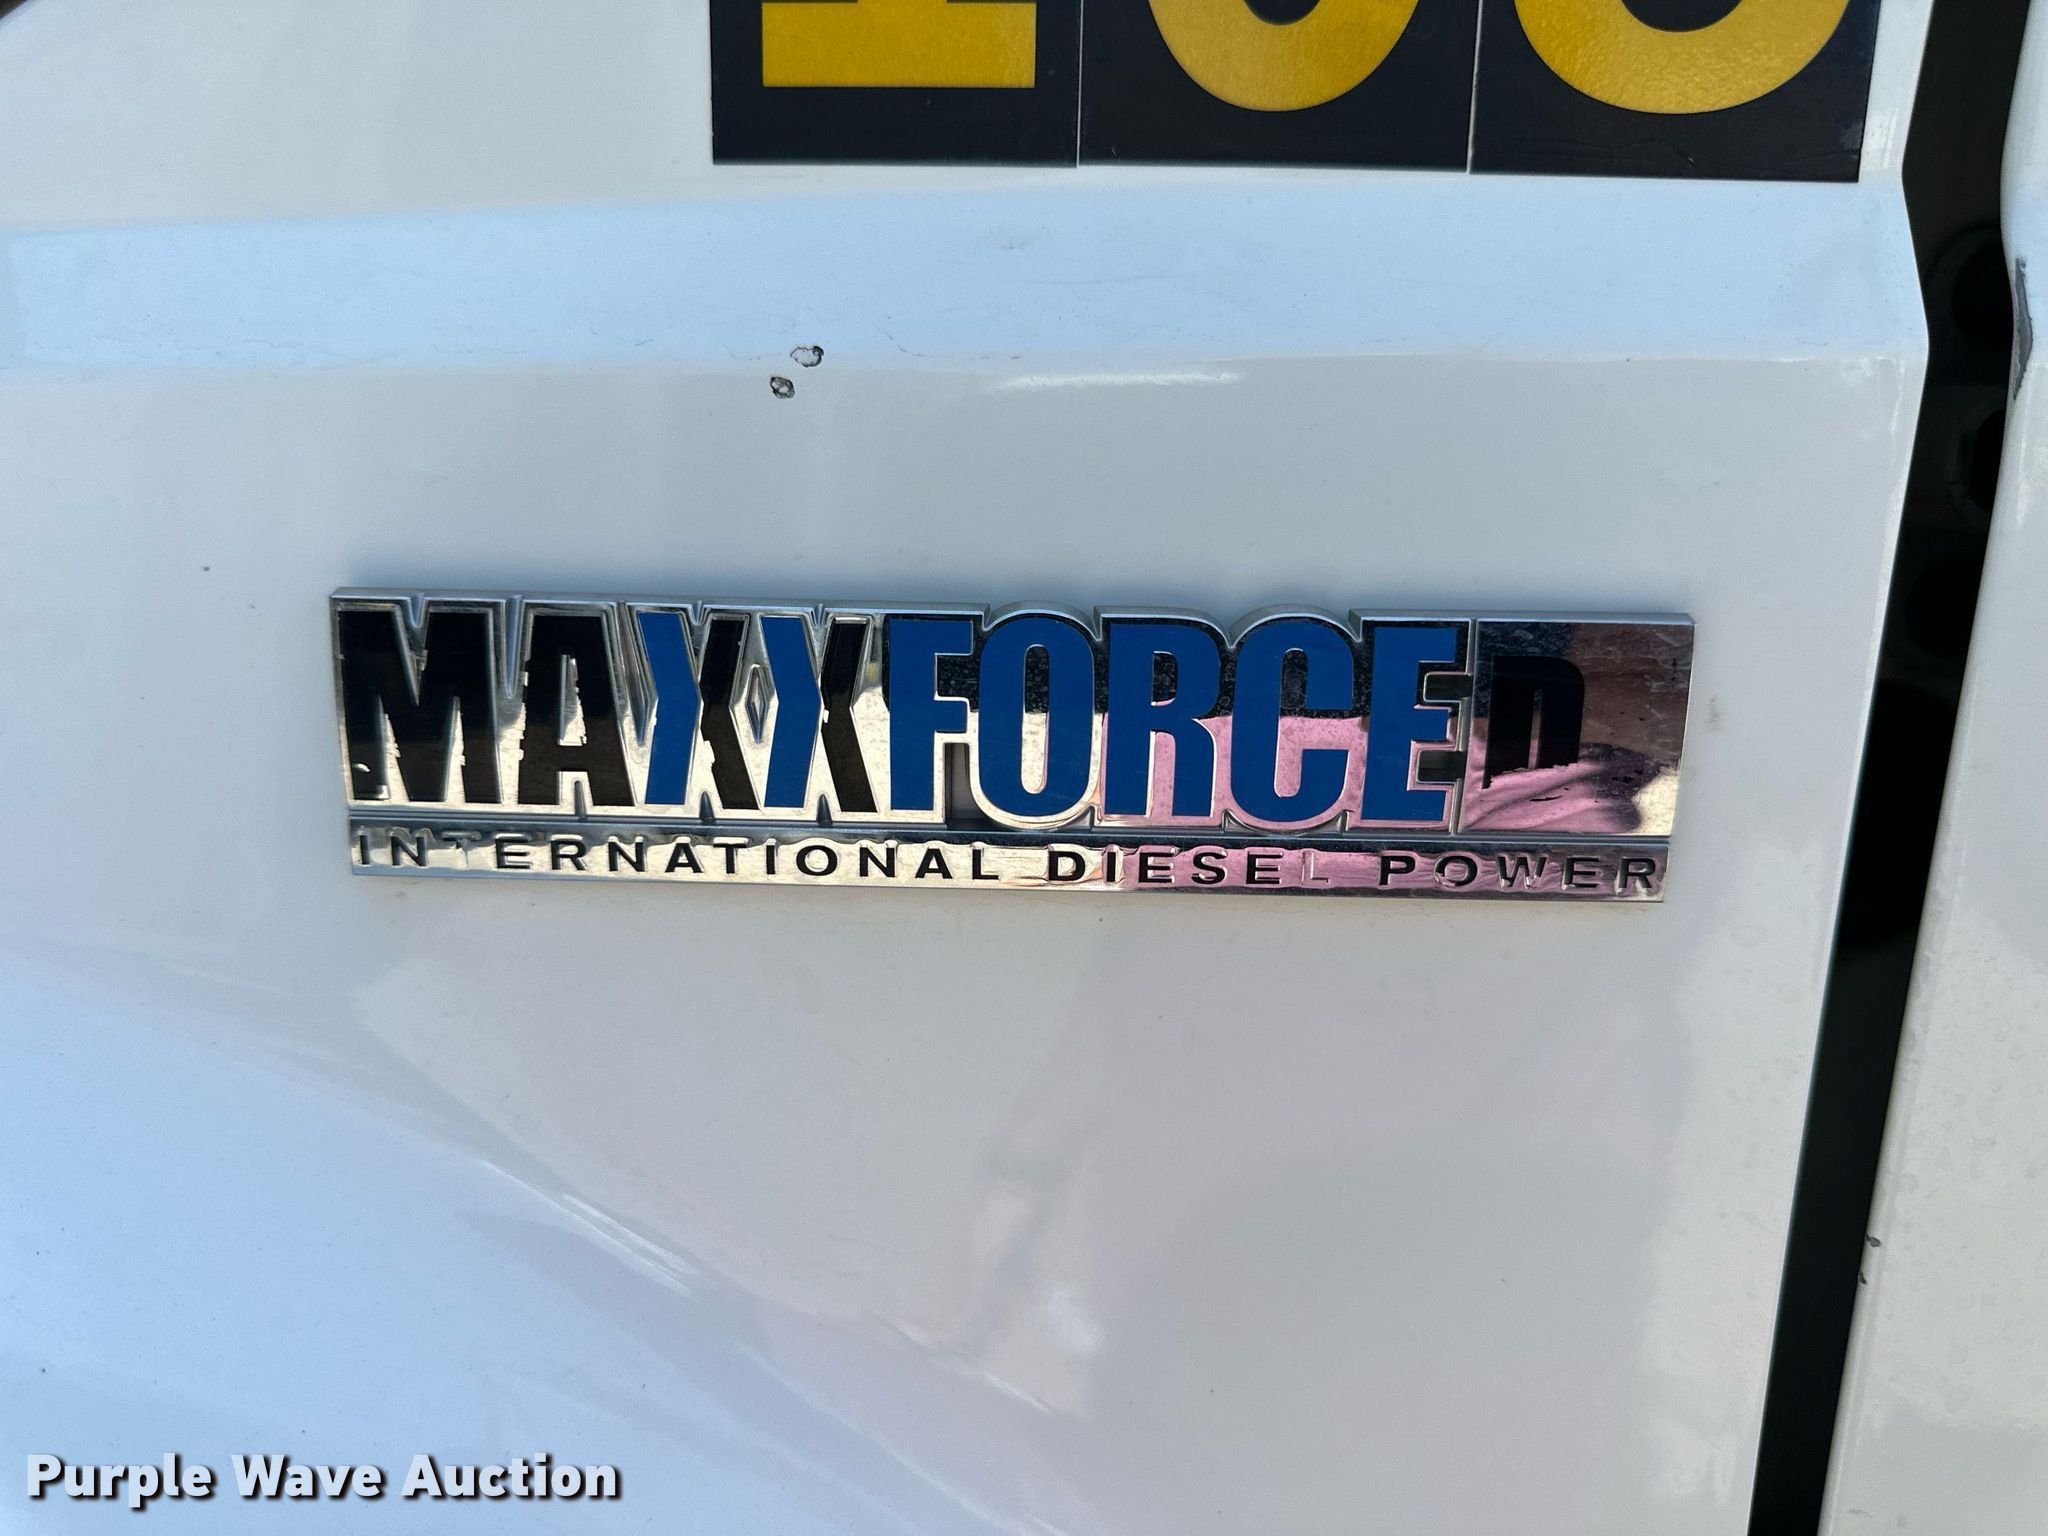 MAXXFORCE
INTERNATIONAL DIESEL POWER
Purple Wave Auction